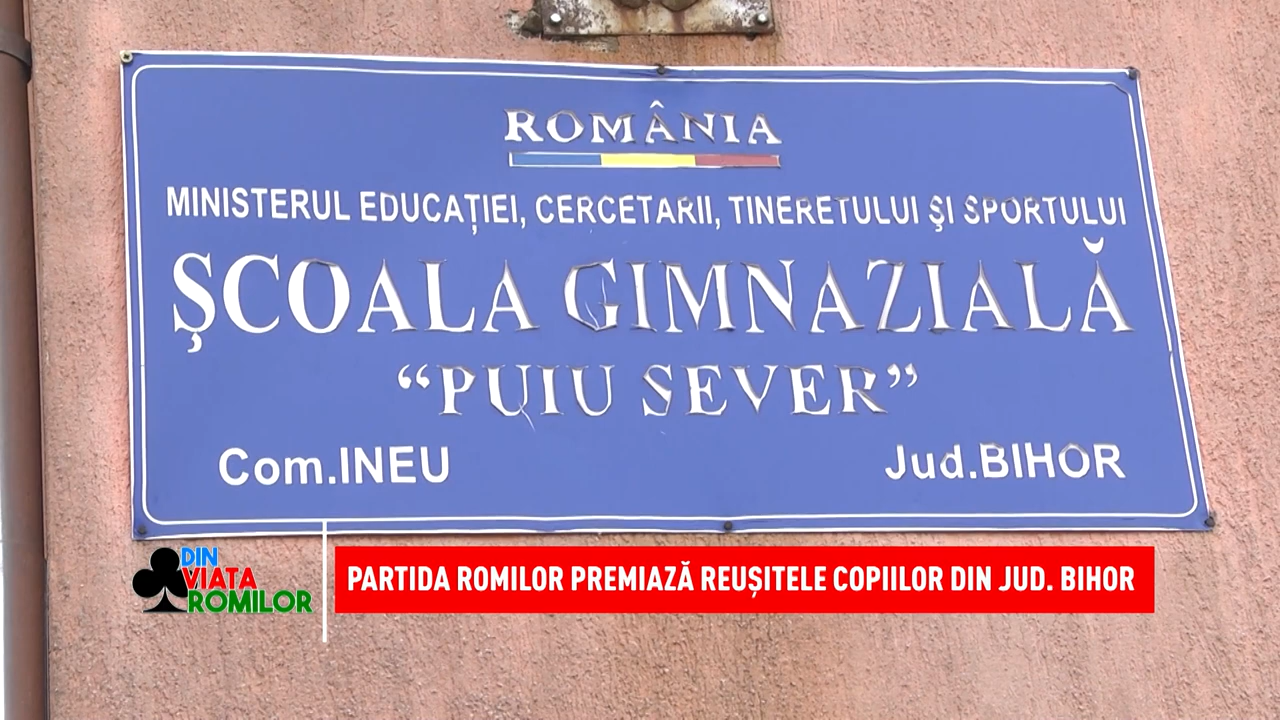 ROMÂNIA
MINISTERUL EDUCAȚIEI, CERCETARII, TINERETULUI ŞI SPORTULUI
ŞCOALA GIMNAZIALĂ
“PUIU SEVER”
Com.INEU
Jud.BIHOR
DIN
VIATA
ROMILOR
PARTIDA ROMILOR PREMIAZĂ REUȘITELE COPIILOR DIN JUD. BIHOR